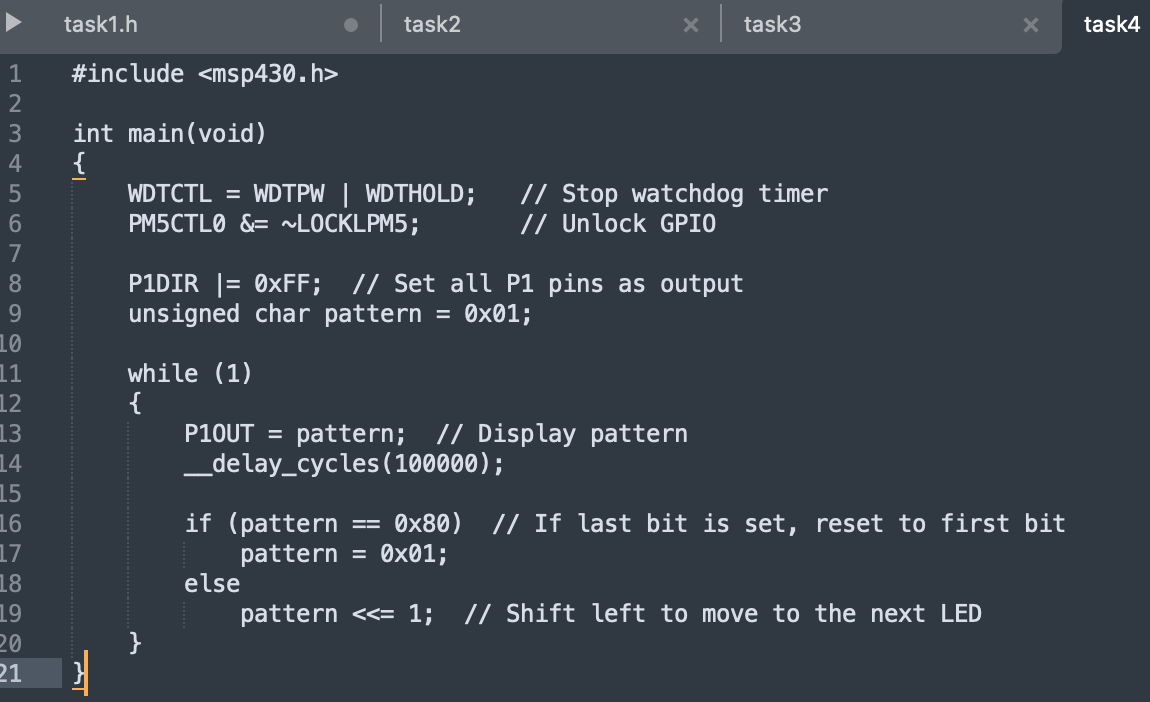 task1.h task2 task3 task4
1 #include <msp430.h>
2
3 int main(void)
4 {
5 WDTCTL = WDTPW | WDTHOLD; // Stop watchdog timer
6 PM5CTL0 &= ~LOCKLPM5; // Unlock GPIO
7
8 P1DIR |= 0xFF; // Set all P1 pins as output
9 unsigned char pattern = 0x01;
10
11 while (1)
12 {
13 P1OUT = pattern; // Display pattern
14 __delay_cycles(100000);
15
16 if (pattern == 0x80) // If last bit is set, reset to first bit
17 pattern = 0x01;
18 else
19 pattern <<= 1; // Shift left to move to the next LED
20 }
21 }